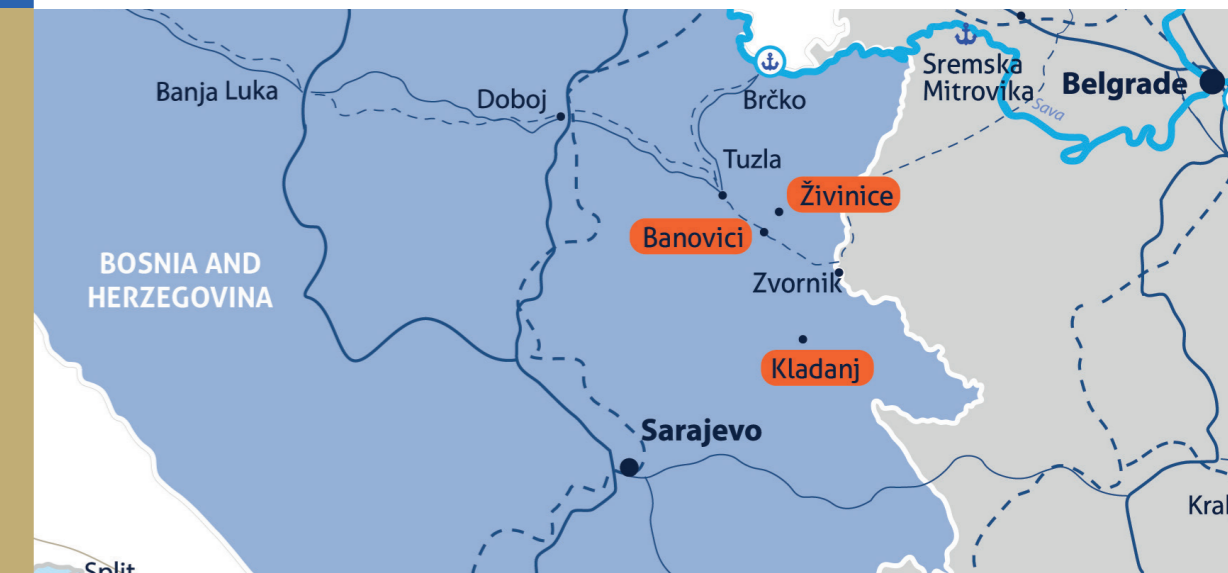 Banja Luka
Doboj
Brčko
Sremska
Mitrovika
Belgrade
Sava
Tuzla
Živinice
Banovici
BOSNIA AND
HERZEGOVINA
Zvornik
Kladanj
Sarajevo
Kral
Split